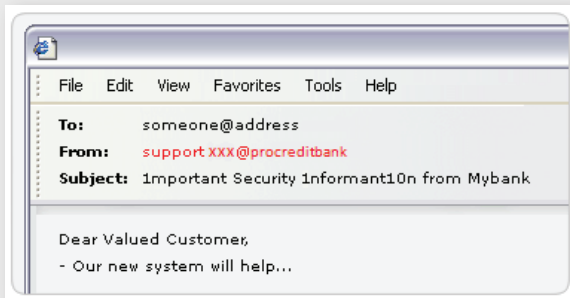 File Edit View Favorites Tools Help
To: someone@address
From: support XXX@procreditbank
Subject: 1mportant Security 1nformant10n from Mybank
Dear Valued Customer,
- Our new system will help...